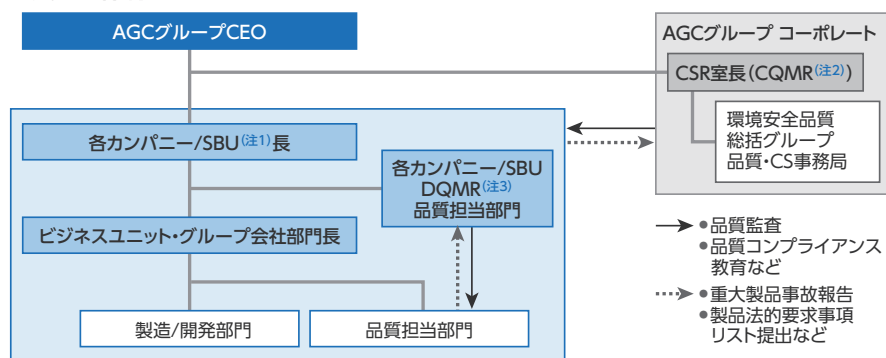 AGCグループCEO
AGCグループ コーポレート
CSR室長(CQMR(注2))
環境安全品質
総括グループ
品質・CS事務局
各カンパニー/SBU(注1)長
各カンパニー/SBU
DQMR(注3)
品質担当部門
ビジネスユニット・グループ会社部門長
製造/開発部門
品質担当部門
●品質監査
●品質コンプライアンス
教育など
●重大製品事故報告
●製品法的要求事項
リスト提出など